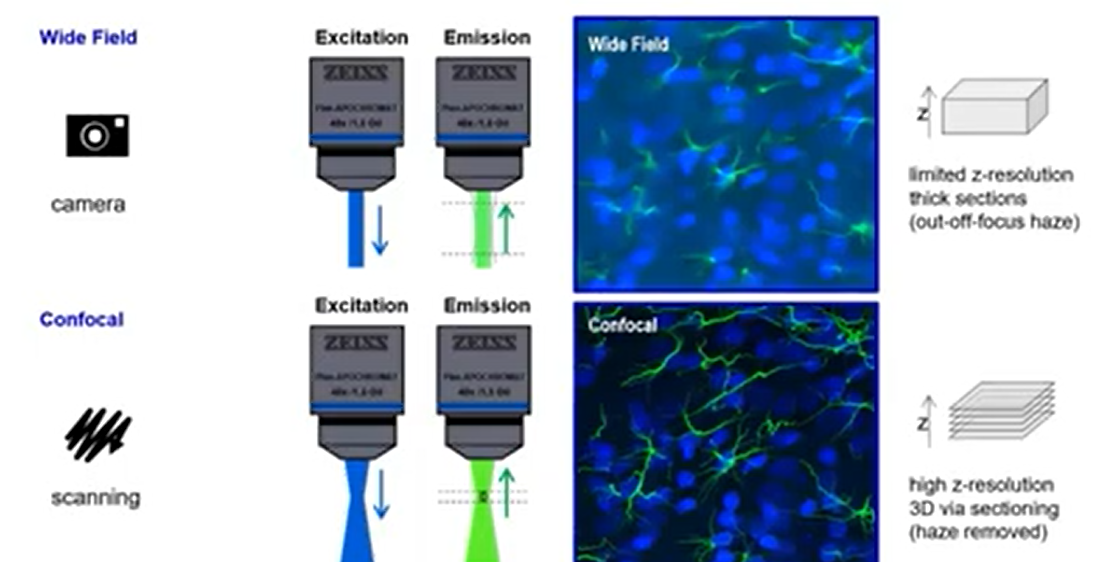 Wide Field
Excitation
Emission
Wide Field
ZEISS
ZEISS
Z
camera
limited z-resolution
thick sections
(out-off-focus haze)
Excitation
Emission
Confocal
Confocal
ZEISS
ZEISS
Z
scanning
high z-resolution
3D via sectioning
(haze removed)